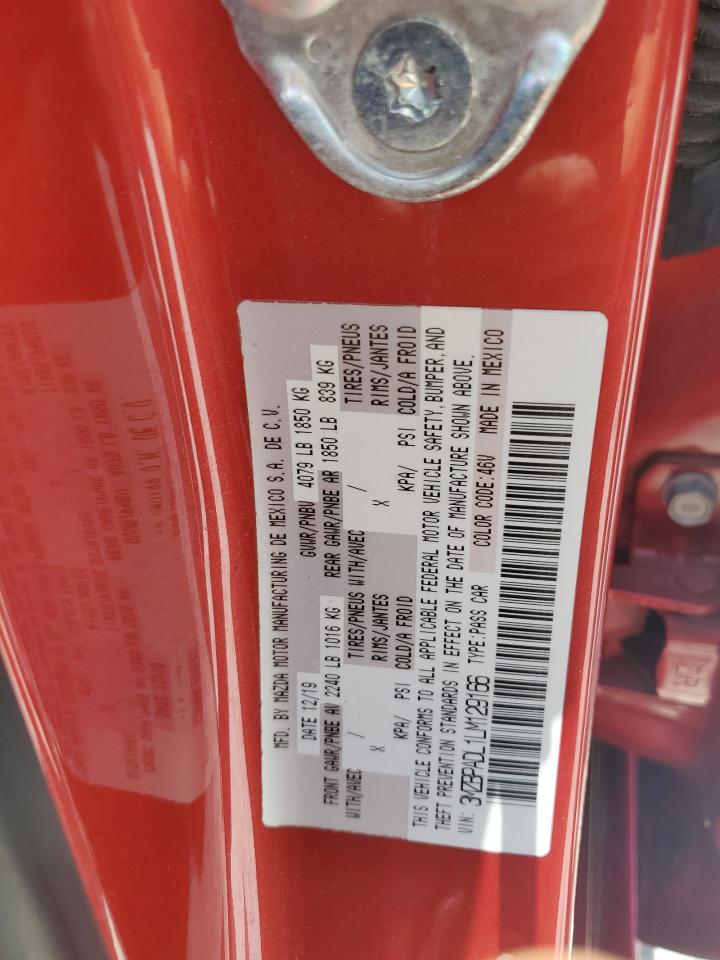 MFD. BY MAZDA MOTOR MANUFACTURING DE MEXICO S.A. DE C.V.
DATE 12/19 GVWR/PNBV 4079 LB 1850 KG
FRONT GAWR/PNBE AV 2240 LB 1016 KG REAR GAWR/PNBE AR 1850 LB 839 KG
WITH/AVEC / TIRES/PNEUS WITH/AVEC / TIRES/PNEUS
X RIMS/JANTES X RIMS/JANTES
KPA/ PSI COLD/A FROID KPA/ PSI COLD/A FROID
THIS VEHICLE CONFORMS TO ALL APPLICABLE FEDERAL MOTOR VEHICLE SAFETY, BUMPER, AND
THEFT PREVENTION STANDARDS IN EFFECT ON THE DATE OF MANUFACTURE SHOWN ABOVE.
VIN: 3MZBPADL1LM129166 TYPE:PASS CAR COLOR CODE:46V MADE IN MEXICO